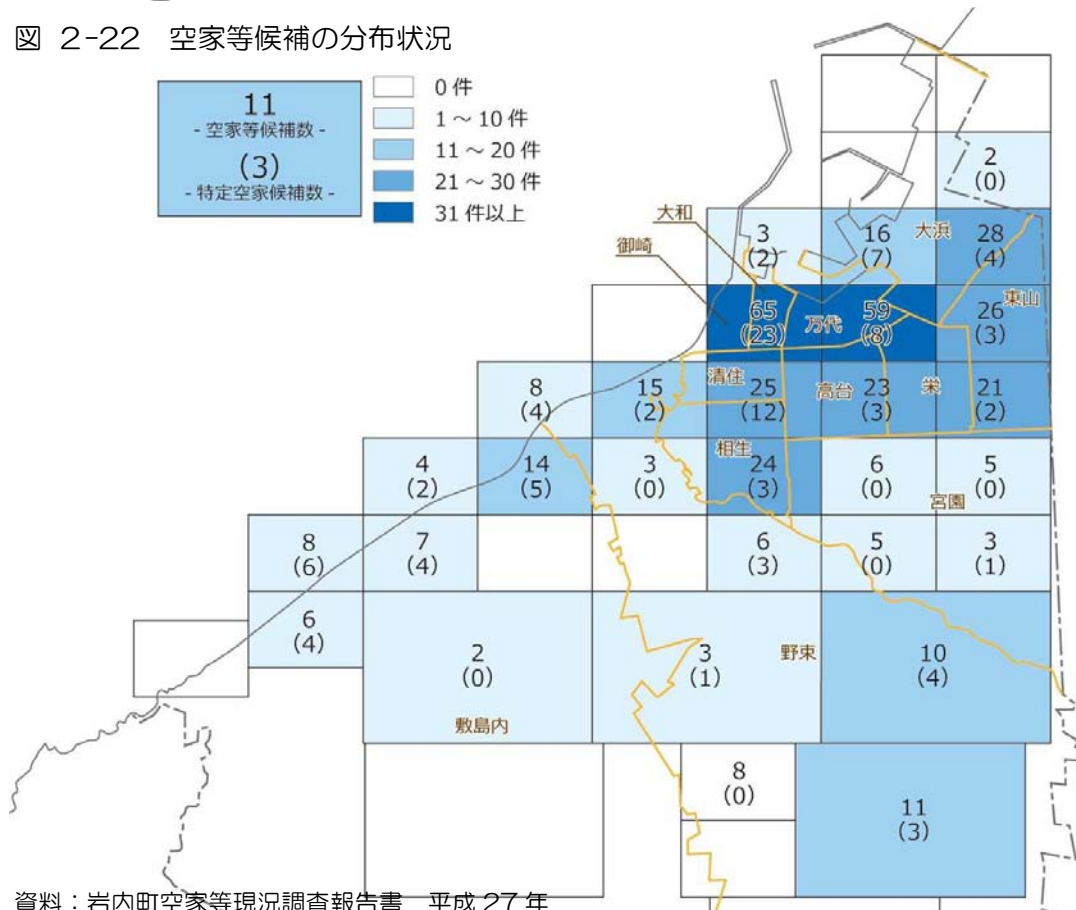 図 2-22 空家等候補の分布状況
11
- 空家等候補数 -
(3)
- 特定空家候補数 -
0 件
1 ～ 10 件
11 ～ 20 件
21 ～ 30 件
31 件以上
2
(0)
大和
御崎
3
(2)
16
(7)
大浜
28
(4)
65
(23)
万代
59
(8)
26
(3)
東山
8
(4)
15
(2)
清住
25
(12)
高台
23
(3)
栄
21
(2)
4
(2)
14
(5)
3
(0)
相生
24
(3)
6
(0)
5
(0)
宮園
8
(6)
7
(4)
6
(3)
5
(0)
3
(1)
6
(4)
2
(0)
敷島内
3
(1)
野束
10
(4)
8
(0)
11
(3)
資料：岩内町空家等現況調査報告書 平成 27 年